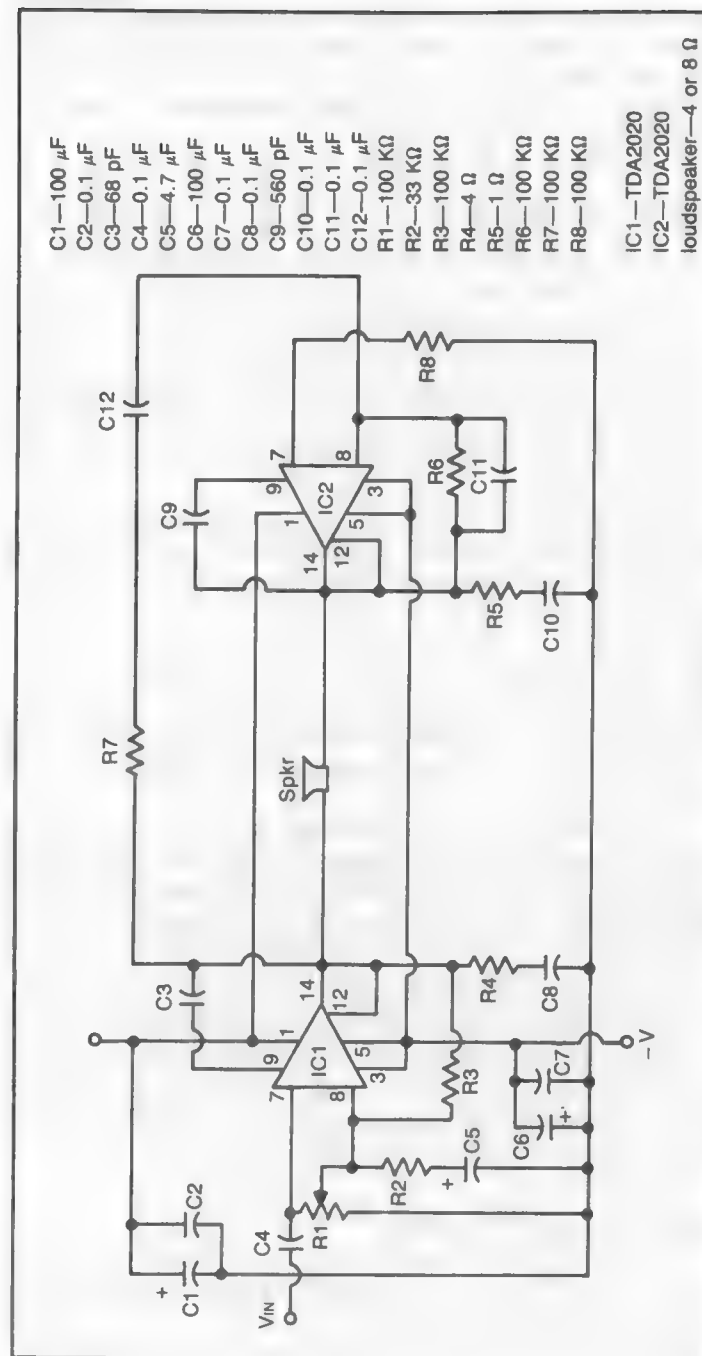 C1—100 µF
C2—0.1 µF
C3—68 pF
C4—0.1 µF
C5—4.7 µF
C6—100 µF
C7—0.1 µF
C8—0.1 µF
C9—560 pF
C10—0.1 µF
C11—0.1 µF
C12—0.1 µF
R1—100 KΩ
R2—33 KΩ
R3—100 KΩ
R4—4 Ω
R5—1 Ω
R6—100 KΩ
R7—100 KΩ
R8—100 KΩ
IC1—TDA2020
IC2—TDA2020
loudspeaker—4 or 8 Ω
R7
C12
C3
C9
C1
+
C2
9
1
14
12
7
8
IC1
5
3
Spkr
14
12
1
9
7
8
IC2
5
3
VIN
C4
R1
R2
+
C5
R3
R4
C8
C6
+
C7
−V
R6
C11
R5
C10
R8